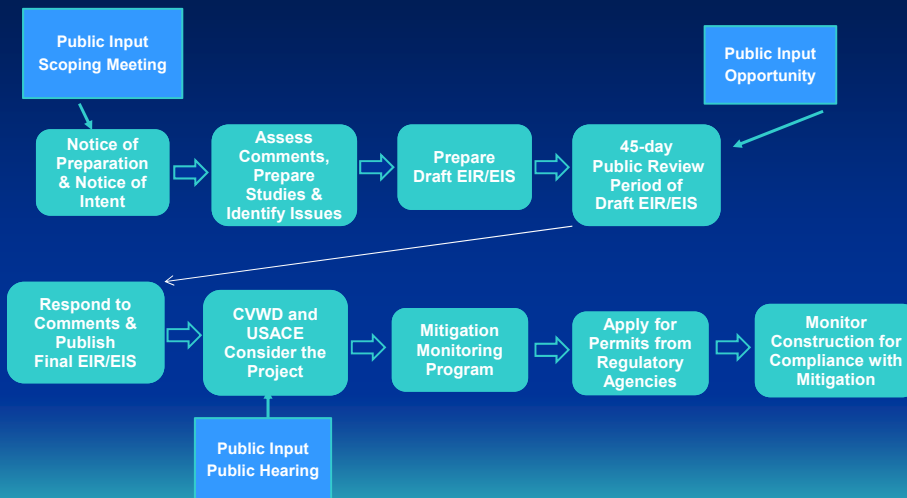 Public Input
Scoping Meeting
Public Input
Opportunity
Notice of
Preparation
& Notice of
Intent
Assess
Comments,
Prepare
Studies &
Identify Issues
Prepare
Draft EIR/EIS
45-day
Public Review
Period of
Draft EIR/EIS
Respond to
Comments &
Publish
Final EIR/EIS
CVWD and
USACE
Consider the
Project
Mitigation
Monitoring
Program
Apply for
Permits from
Regulatory
Agencies
Monitor
Construction for
Compliance with
Mitigation
Public Input
Public Hearing